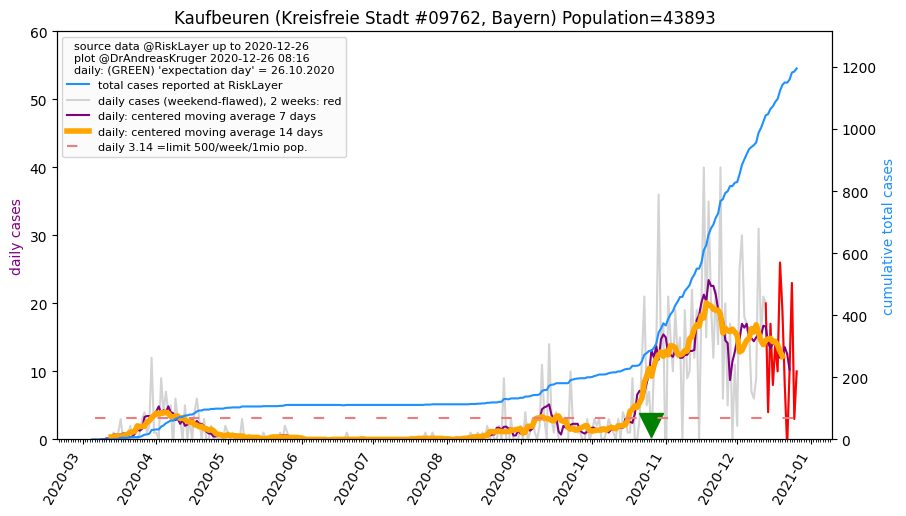 Kaufbeuren (Kreisfreie Stadt #09762, Bayern) Population=43893
source data @RiskLayer up to 2020-12-26
plot @DrAndreasKruger 2020-12-26 08:16
daily: (GREEN) 'expectation day' = 26.10.2020
total cases reported at RiskLayer
daily cases (weekend-flawed), 2 weeks: red
daily: centered moving average 7 days
daily: centered moving average 14 days
daily 3.14 =limit 500/week/1mio pop.
daily cases
60
50
40
30
20
10
0
cumulative total cases
1200
1000
800
600
400
200
0
2020-03
2020-04
2020-05
2020-06
2020-07
2020-08
2020-09
2020-10
2020-11
2020-12
2021-01